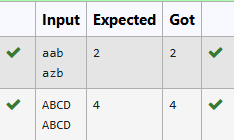 Input Expected Got
aab 2 2
azb
ABCD 4 4
ABCD